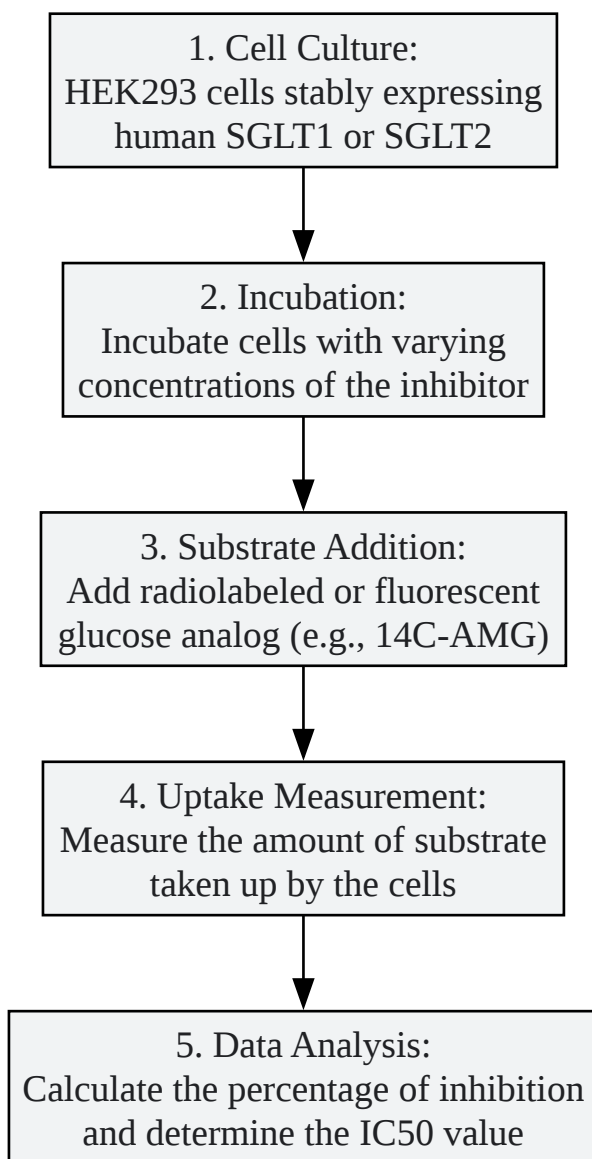 1. Cell Culture:
HEK293 cells stably expressing
human SGLT1 or SGLT2
2. Incubation:
Incubate cells with varying
concentrations of the inhibitor
3. Substrate Addition:
Add radiolabeled or fluorescent
glucose analog (e.g., 14C-AMG)
4. Uptake Measurement:
Measure the amount of substrate
taken up by the cells
5. Data Analysis:
Calculate the percentage of inhibition
and determine the IC50 value